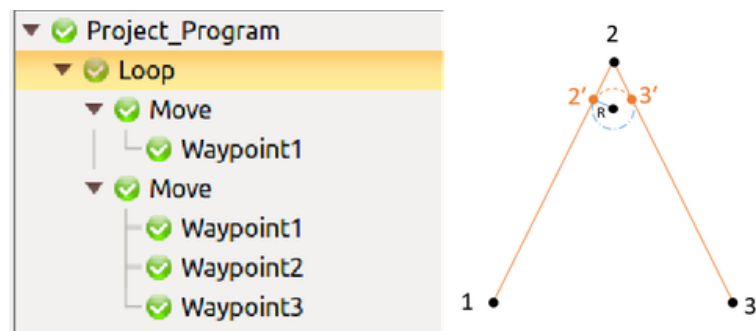 Project_Program
Loop
Move
Waypoint1
Move
Waypoint1
Waypoint2
Waypoint3
2
2′ 3′
R
1 3